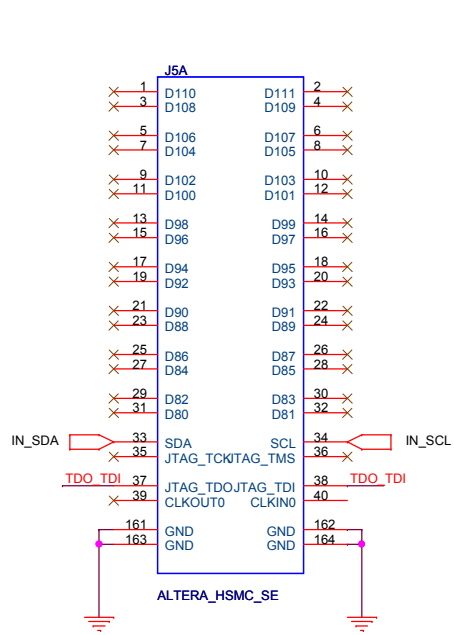 J5A
1 D110 D111 2
3 D108 D109 4
5 D106 D107 6
7 D104 D105 8
9 D102 D103 10
11 D100 D101 12
13 D98 D99 14
15 D96 D97 16
17 D94 D95 18
19 D92 D93 20
21 D90 D91 22
23 D88 D89 24
25 D86 D87 26
27 D84 D85 28
29 D82 D83 30
31 D80 D81 32
IN_SDA 33 SDA SCL 34 IN_SCL
35 JTAG_TCK JTAG_TMS 36
TDO_TDI 37 JTAG_TDO JTAG_TDI 38 TDO_TDI
39 CLKOUT0 CLKIN0 40
161 GND GND 162
163 GND GND 164
ALTERA_HSMC_SE